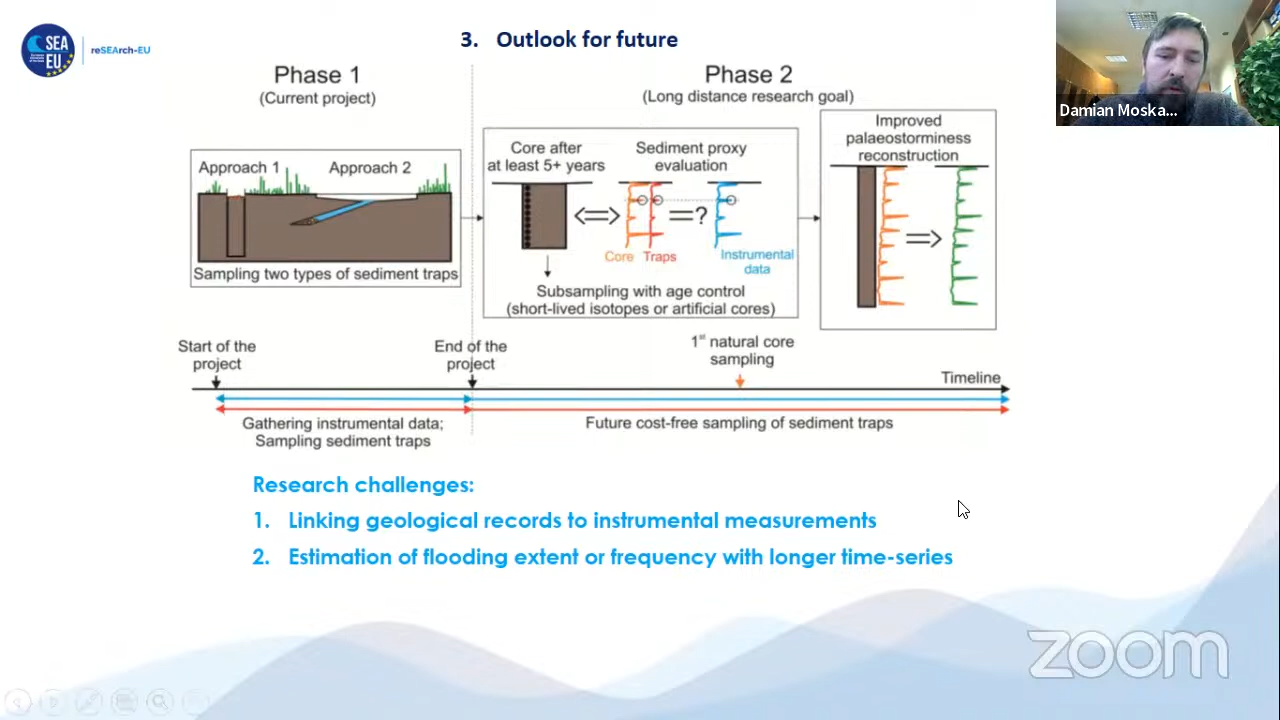 SEA
EU
reSEArch-EU
3. Outlook for future
Damian Moska...
Phase 1
(Current project)
Phase 2
(Long distance research goal)
Approach 1
Approach 2
Sampling two types of sediment traps
Core after
at least 5+ years
Sediment proxy
evaluation
=?
Core
Traps
Instrumental
data
Subsampling with age control
(short-lived isotopes or artificial cores)
Improved
palaeostorminess
reconstruction
Start of the
project
End of the
project
1st natural core
sampling
Timeline
Gathering instrumental data;
Sampling sediment traps
Future cost-free sampling of sediment traps
Research challenges:
1. Linking geological records to instrumental measurements
2. Estimation of flooding extent or frequency with longer time-series
zoom